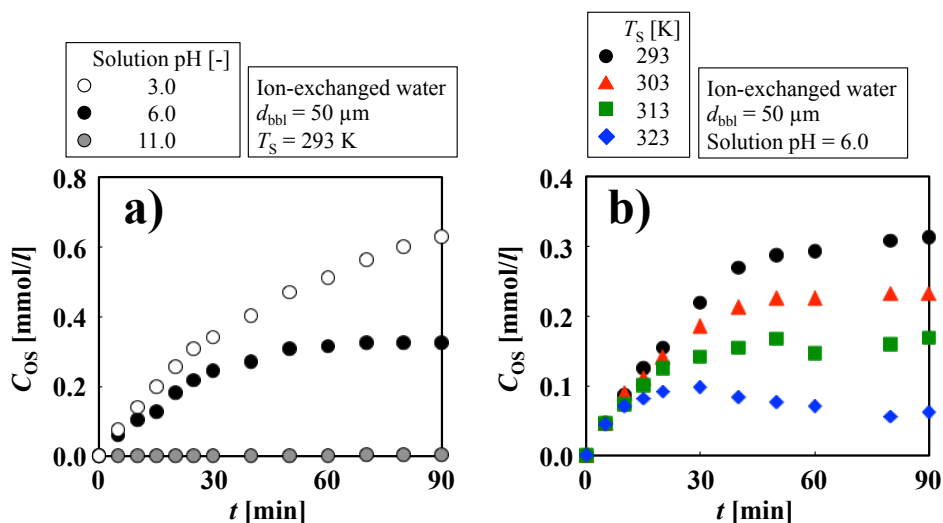 Solution pH [-]
3.0
6.0
11.0
Ion-exchanged water
d_bbl = 50 µm
T_S = 293 K
T_S [K]
293
303
313
323
Ion-exchanged water
d_bbl = 50 µm
Solution pH = 6.0
a)
0.8
0.6
0.4
0.2
0.0
C_OS [mmol/l]
0
30
60
90
t [min]
b)
0.4
0.3
0.2
0.1
0.0
C_OS [mmol/l]
0
30
60
90
t [min]